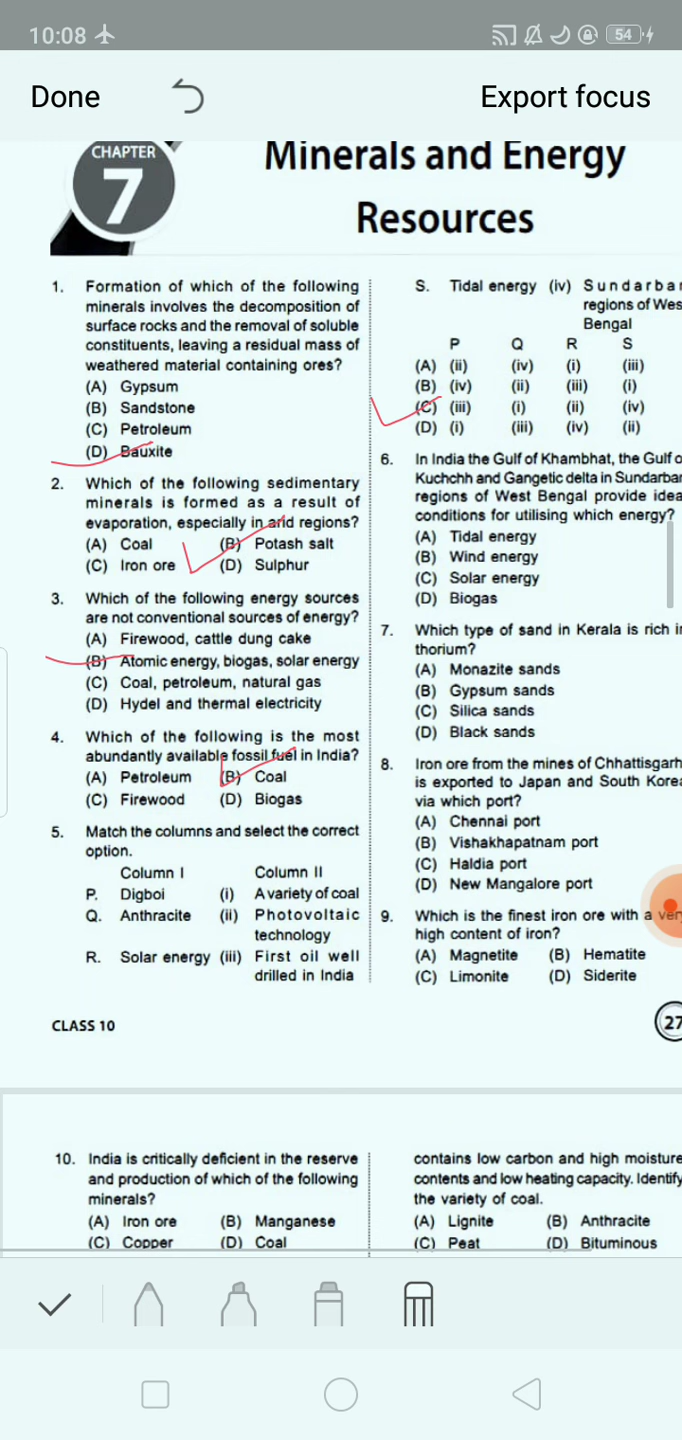 10:08
54
Done
Export focus
CHAPTER
7
Minerals and Energy
Resources
1. Formation of which of the following
minerals involves the decomposition of
surface rocks and the removal of soluble
constituents, leaving a residual mass of
weathered material containing ores?
(A) Gypsum
(B) Sandstone
(C) Petroleum
(D) Bauxite
2. Which of the following sedimentary
minerals is formed as a result of
evaporation, especially in arid regions?
(A) Coal (B) Potash salt
(C) Iron ore (D) Sulphur
3. Which of the following energy sources
are not conventional sources of energy?
(A) Firewood, cattle dung cake
(B) Atomic energy, biogas, solar energy
(C) Coal, petroleum, natural gas
(D) Hydel and thermal electricity
4. Which of the following is the most
abundantly available fossil fuel in India?
(A) Petroleum (B) Coal
(C) Firewood (D) Biogas
5. Match the columns and select the correct
option.
Column I Column II
P. Digboi (i) A variety of coal
Q. Anthracite (ii) Photovoltaic
technology
R. Solar energy (iii) First oil well
drilled in India
S. Tidal energy (iv) Sundarba
regions of Wes
Bengal
P Q R S
(A) (ii) (iv) (i) (iii)
(B) (iv) (ii) (iii) (i)
(C) (iii) (i) (ii) (iv)
(D) (i) (iii) (iv) (ii)
6. In India the Gulf of Khambhat, the Gulf o
Kuchchh and Gangetic delta in Sundarba
regions of West Bengal provide idea
conditions for utilising which energy?
(A) Tidal energy
(B) Wind energy
(C) Solar energy
(D) Biogas
7. Which type of sand in Kerala is rich i
thorium?
(A) Monazite sands
(B) Gypsum sands
(C) Silica sands
(D) Black sands
8. Iron ore from the mines of Chhattisgarh
is exported to Japan and South Kore
via which port?
(A) Chennai port
(B) Vishakhapatnam port
(C) Haldia port
(D) New Mangalore port
9. Which is the finest iron ore with a very
high content of iron?
(A) Magnetite (B) Hematite
(C) Limonite (D) Siderite
CLASS 10
27
10. India is critically deficient in the reserve
and production of which of the following
minerals?
(A) Iron ore (B) Manganese
(C) Copper (D) Coal
contains low carbon and high moisture
contents and low heating capacity. Identify
the variety of coal.
(A) Lignite (B) Anthracite
(C) Peat (D) Bituminous